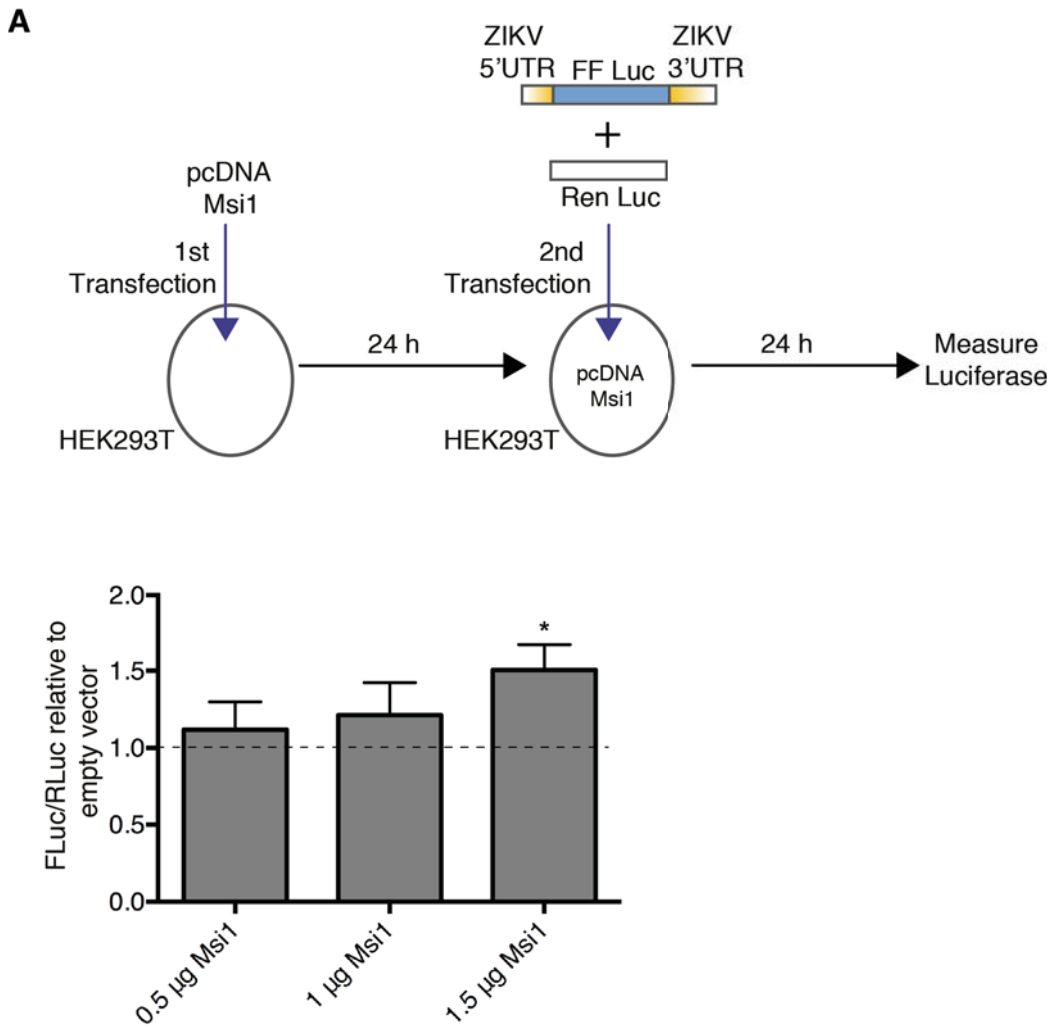 A
ZIKV
5'UTR
FF Luc
ZIKV
3'UTR
+
Ren Luc
pcDNA
Msi1
1st
Transfection
2nd
Transfection
24 h
pcDNA
Msi1
24 h
Measure
Luciferase
HEK293T
HEK293T
FLuc/RLuc relative to
empty vector
2.0
1.5
1.0
0.5
0.0
*
0.5 µg Msi1
1 µg Msi1
1.5 µg Msi1